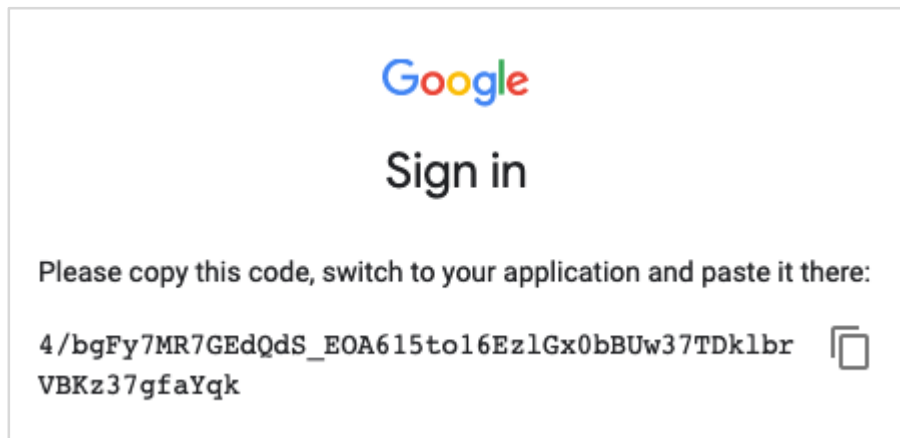 Google
Sign in
Please copy this code, switch to your application and paste it there:
4/bgFy7MR7GEdQdS_EOA615to16EzlGx0bBUw37TDklbr
VBKz37gfaYqk